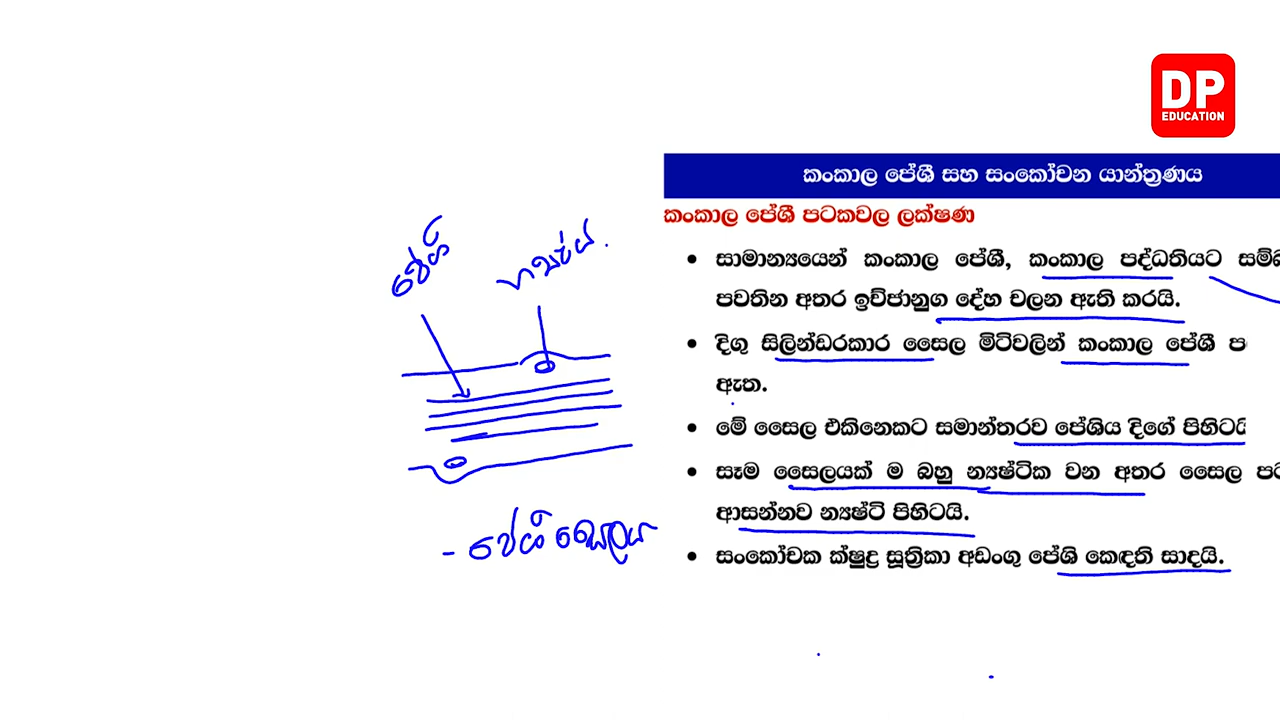 DP
EDUCATION
කංකාල පේශී සහ සංකෝචන යාන්ත්‍රණය
කංකාල පේශී පටකවල ලක්ෂණ
• සාමාන්‍යයෙන් කංකාල පේශී, කංකාල පද්ධතියට
පවතින අතර ඉච්ඡානුග දේහ චලන ඇති කරයි.
• දිගු සිලින්ඩරකාර සෛල මිටිවලින් කංකාල පේශී
ඇත.
• මේ සෛල එකිනෙකට සමාන්තරව පේශිය දිගේ පිහිටයි
• සෑම සෛලයක් ම බහු න්‍යෂ්ටික වන අතර සෛල
ආසන්නව න්‍යෂ්ටි පිහිටයි.
• සංකෝචක ක්ෂුද්‍ර සූත්‍රිකා අඩංගු පේශි කෙඳති සාදයි.
පේශී
- පේශී සෛලය